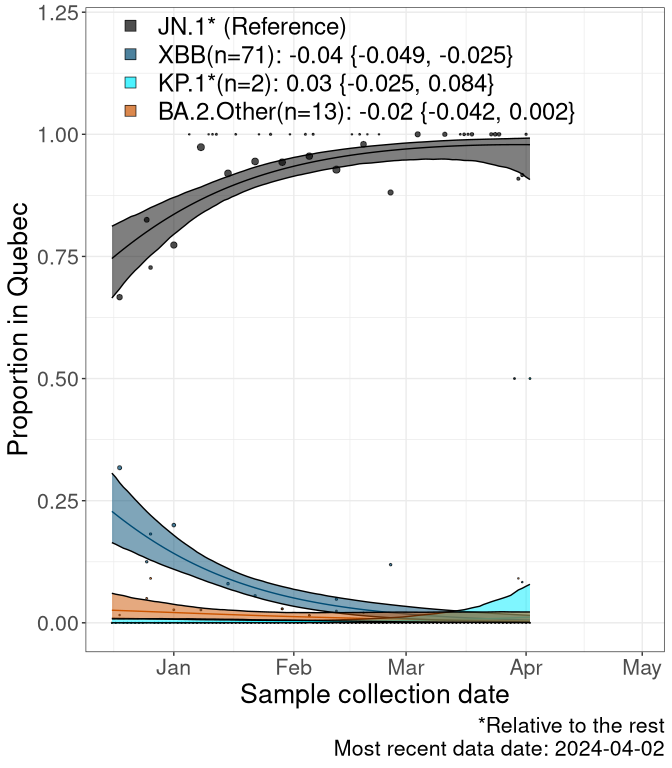 JN.1* (Reference)
XBB(n=71): -0.04 {-0.049, -0.025}
KP.1*(n=2): 0.03 {-0.025, 0.084}
BA.2.Other(n=13): -0.02 {-0.042, 0.002}
Proportion in Quebec
1.25
1.00
0.75
0.50
0.25
0.00
Jan Feb Mar Apr May
Sample collection date
*Relative to the rest
Most recent data date: 2024-04-02